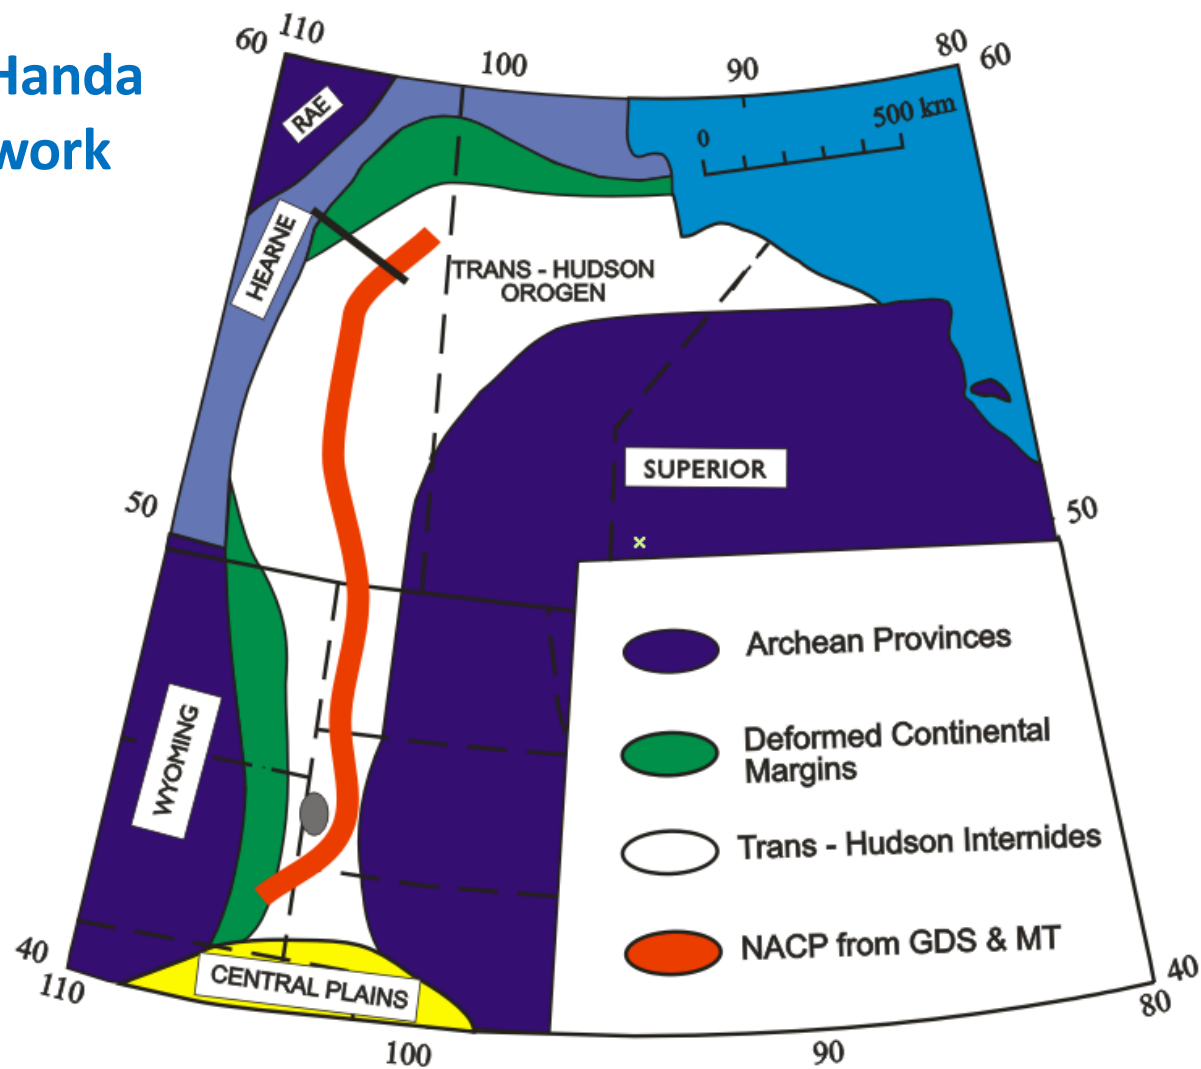 Handa
work
110
60
100
90
80
60
RAE
0
500 km
HEARNE
TRANS - HUDSON
OROGEN
SUPERIOR
50
50
Archean Provinces
WYOMING
Deformed Continental
Margins
Trans - Hudson Internides
NACP from GDS & MT
40
110
CENTRAL PLAINS
40
80
100
90